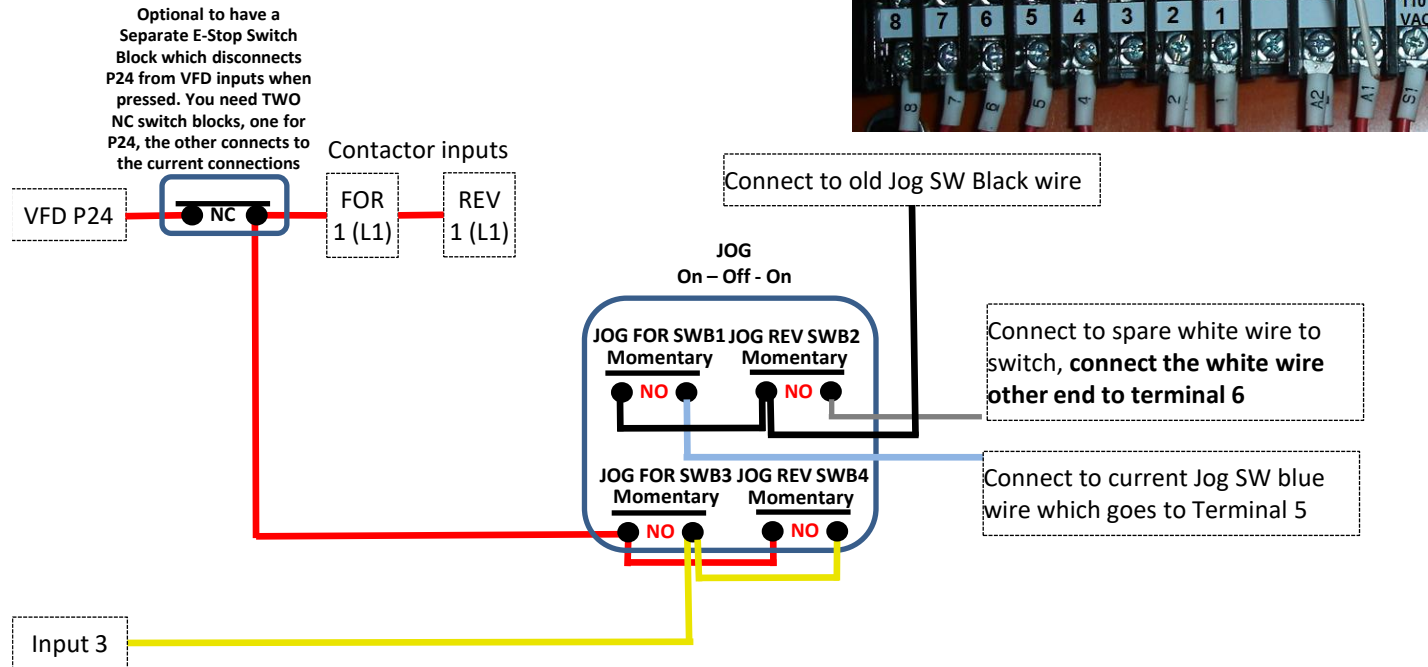 Optional to have a
Separate E-Stop Switch
Block which disconnects
P24 from VFD inputs when
pressed. You need TWO
NC switch blocks, one for
P24, the other connects to
the current connections
8 7 6 5 4 3 2 1 110
VAC
8 7 6 5 4 2 1 A2 A1 S1
Contactor inputs
VFD P24
NC
FOR
1 (L1)
REV
1 (L1)
Connect to old Jog SW Black wire
JOG
On – Off - On
JOG FOR SWB1
Momentary
NO
JOG REV SWB2
Momentary
NO
Connect to spare white wire to
switch, connect the white wire
other end to terminal 6
JOG FOR SWB3
Momentary
NO
JOG REV SWB4
Momentary
NO
Connect to current Jog SW blue
wire which goes to Terminal 5
Input 3